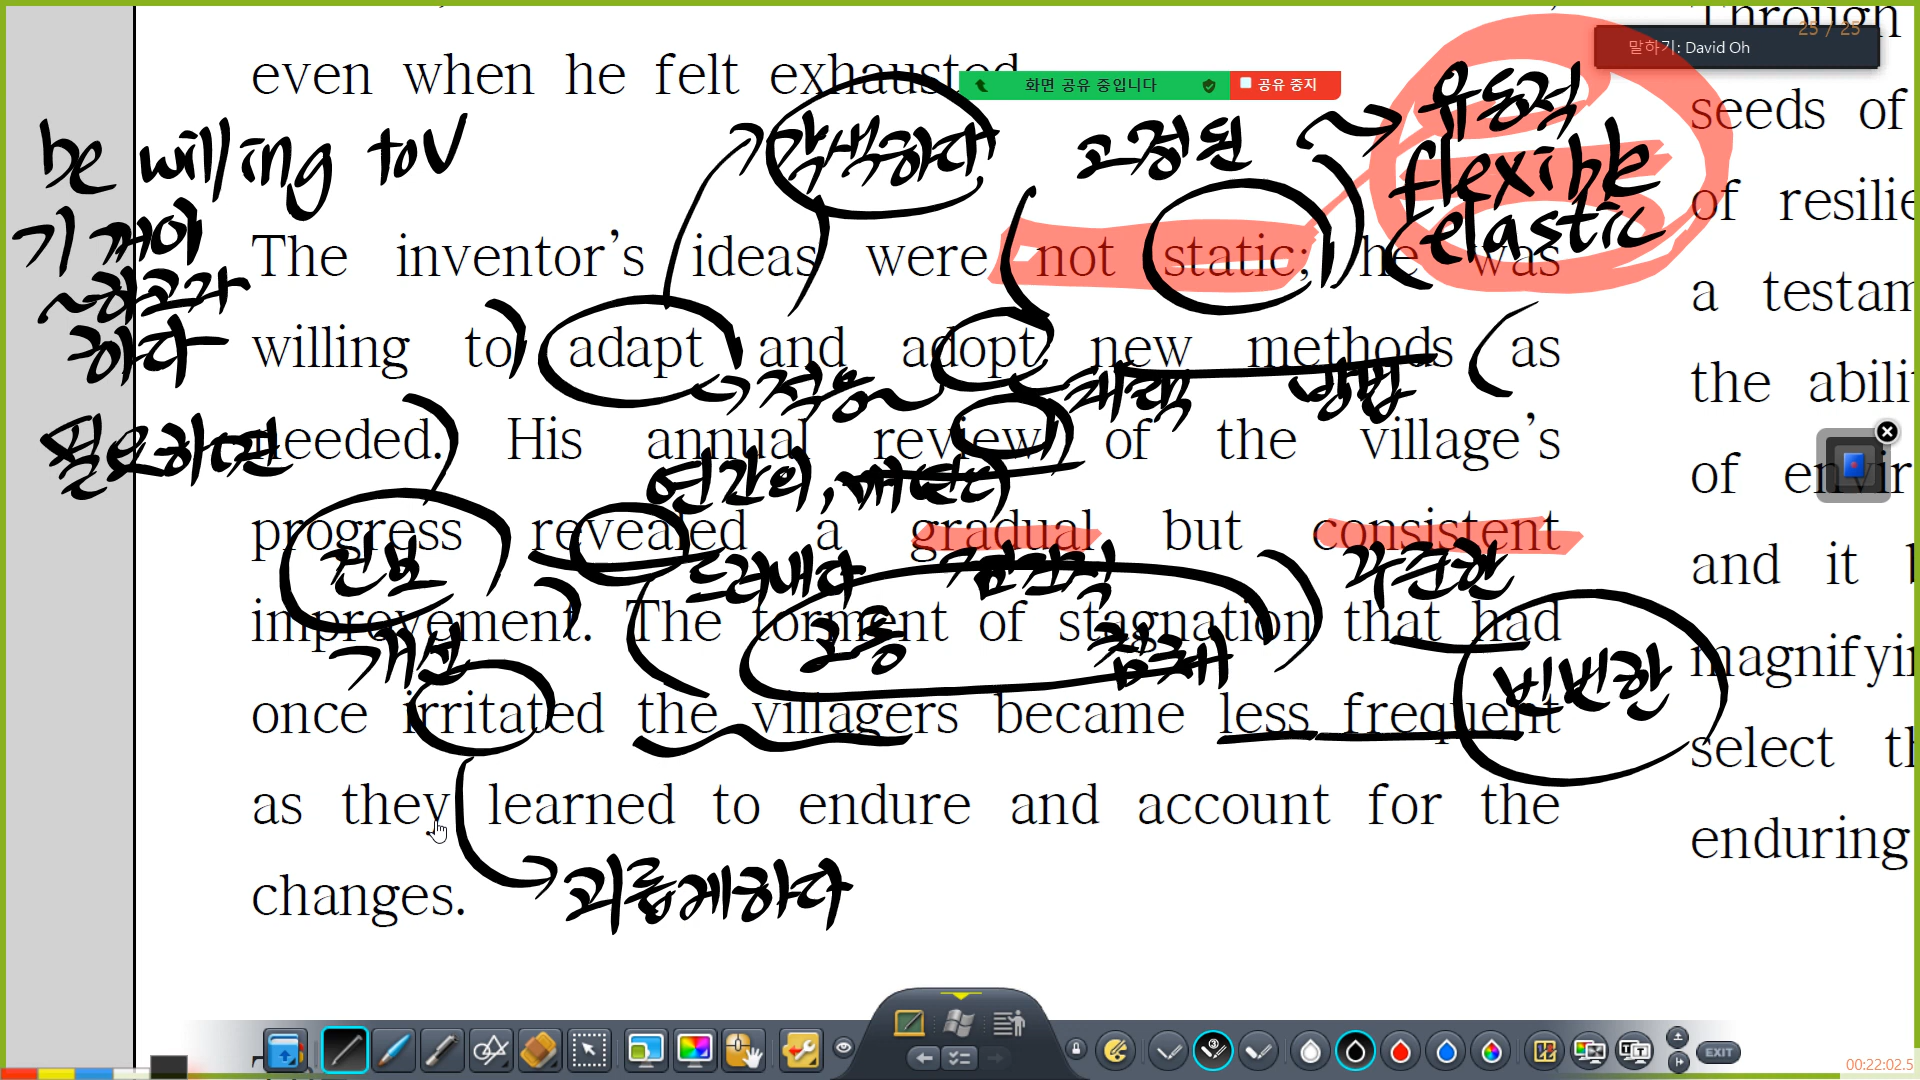 Through
25 / 25
말하기: David Oh
even when he felt exhausted
화면 공유 중입니다
공유 중지
유동적
seeds of
be willing to V
각색하다
고정된
flexible
of resilie
기꺼이
elastic
The inventor's ideas were not static; he was
~하고자
a testam
하다
willing to adapt and adopt new methods as
적응
채택
방법
the abili
필요하면
needed. His annual review of the village's
of envir
연간의, 매년마다
progress revealed a gradual but consistent
진보
드러내다
점진적
꾸준한
and it b
improvement. The torment of stagnation that had
개선
고통
침체
빈번한
magnifyin
once irritated the villagers became less frequent
select th
as they learned to endure and account for the
enduring
changes.
괴롭게하다
EXIT
00:22:02.5